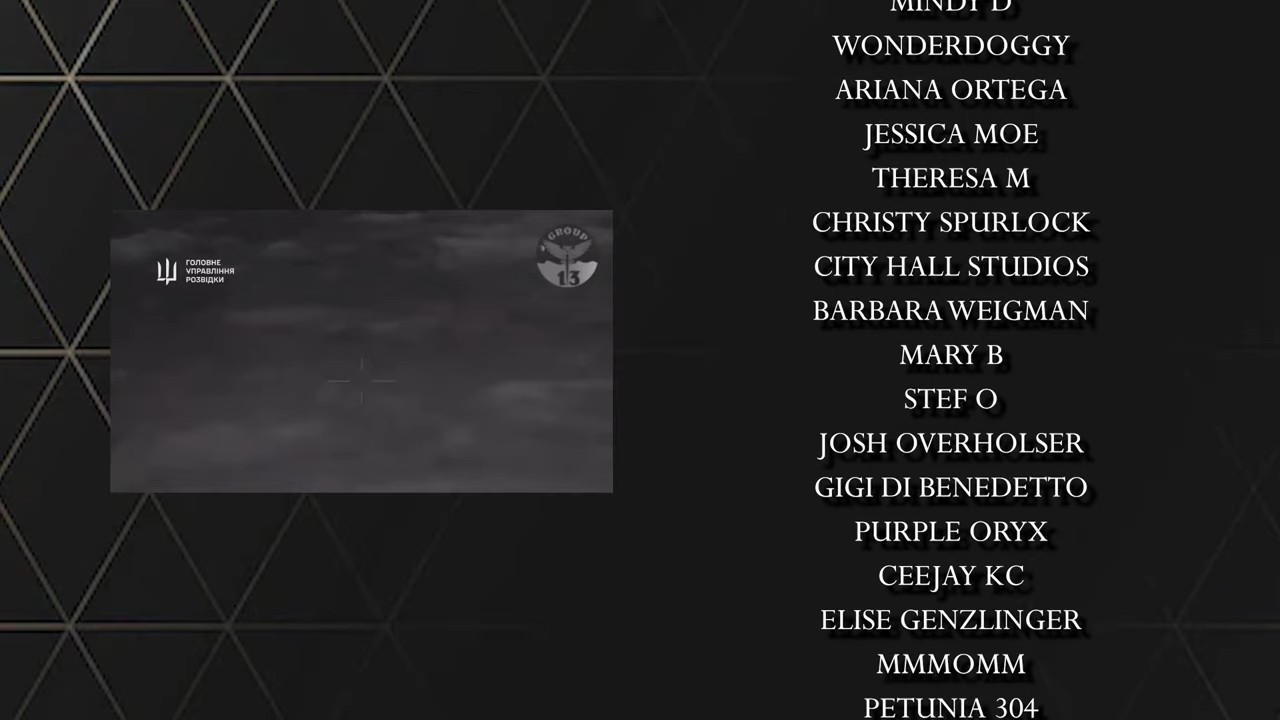 ГОЛОВНЕ
УПРАВЛІННЯ
РОЗВІДКИ
GROUP
13
MINDY D
WONDERDOGGY
ARIANA ORTEGA
JESSICA MOE
THERESA M
CHRISTY SPURLOCK
CITY HALL STUDIOS
BARBARA WEIGMAN
MARY B
STEF O
JOSH OVERHOLSER
GIGI DI BENEDETTO
PURPLE ORYX
CEEJAY KC
ELISE GENZLINGER
MMMOMM
PETUNIA 304